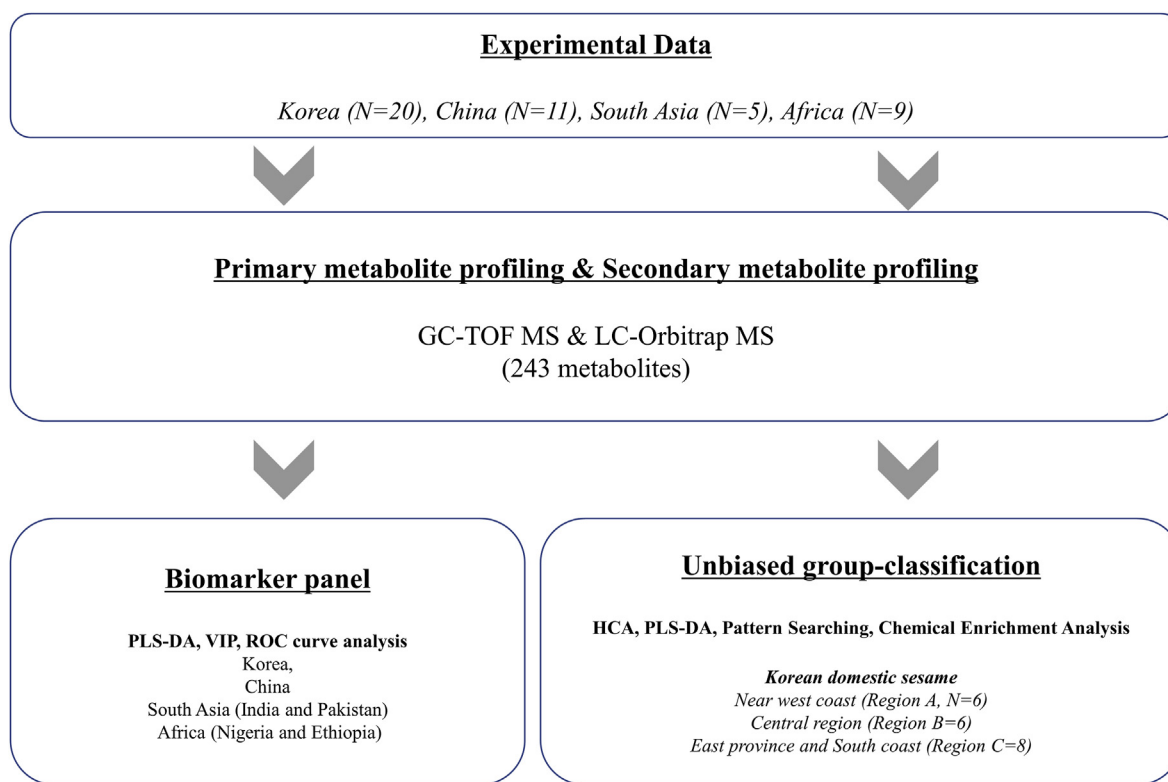 Experimental Data
Korea (N=20), China (N=11), South Asia (N=5), Africa (N=9)
Primary metabolite profiling & Secondary metabolite profiling
GC-TOF MS & LC-Orbitrap MS
(243 metabolites)
Biomarker panel
PLS-DA, VIP, ROC curve analysis
Korea,
China
South Asia (India and Pakistan)
Africa (Nigeria and Ethiopia)
Unbiased group-classification
HCA, PLS-DA, Pattern Searching, Chemical Enrichment Analysis
Korean domestic sesame
Near west coast (Region A, N=6)
Central region (Region B=6)
East province and South coast (Region C=8)